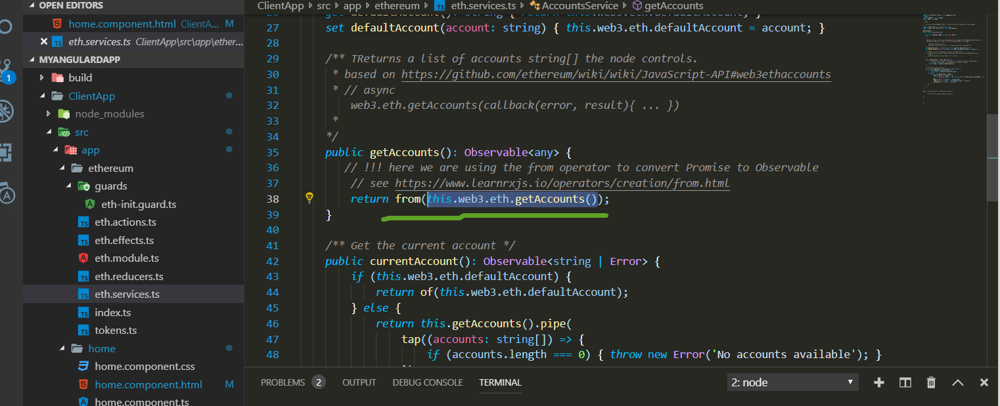 OPEN EDITORS
home.component.html ClientA... M
eth.services.ts ClientApp\src\app\ether...
MYANGULARDAPP
build
ClientApp
node_modules
src
app
ethereum
guards
eth-init.guard.ts
eth.actions.ts
eth.effects.ts
eth.module.ts
eth.reducers.ts
eth.services.ts
index.ts
tokens.ts
home
home.component.css
home.component.html M
home.component.ts
1
ClientApp › src › app › ethereum › TS eth.services.ts › AccountsService › getAccounts
27 set defaultAccount(account: string) { this.web3.eth.defaultAccount = account; }
28
29 /** TReturns a list of accounts string[] the node controls.
30 * based on https://github.com/ethereum/wiki/wiki/JavaScript-API#web3ethaccounts
31 * // async
32 web3.eth.getAccounts(callback(error, result){ ... })
33 *
34 */
35 public getAccounts(): Observable<any> {
36 // !!! here we are using the from operator to convert Promise to Observable
37 // see https://www.learnrxjs.io/operators/creation/from.html
38 return from(this.web3.eth.getAccounts());
39 }
40
41 /** Get the current account */
42 public currentAccount(): Observable<string | Error> {
43 if (this.web3.eth.defaultAccount) {
44 return of(this.web3.eth.defaultAccount);
45 } else {
46 return this.getAccounts().pipe(
47 tap((accounts: string[]) => {
48 if (accounts.length === 0) { throw new Error('No accounts available'); }
PROBLEMS 2 OUTPUT DEBUG CONSOLE TERMINAL 2: node